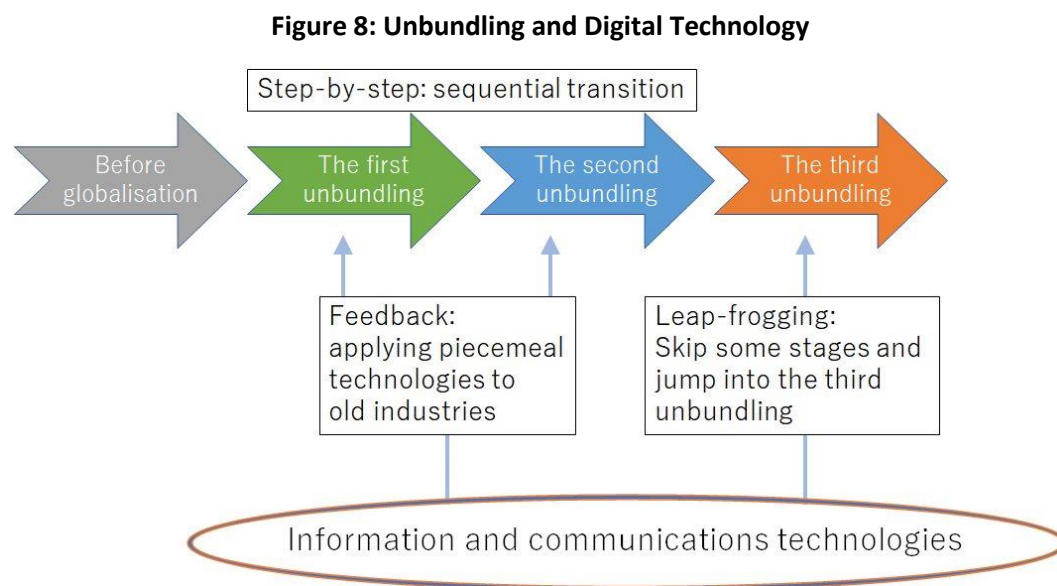 Figure 8: Unbundling and Digital Technology
Step-by-step: sequential transition
Before
globalisation
The first
unbundling
The second
unbundling
The third
unbundling
Feedback:
applying piecemeal
technologies to
old industries
Leap-frogging:
Skip some stages and
jump into the third
unbundling
Information and communications technologies